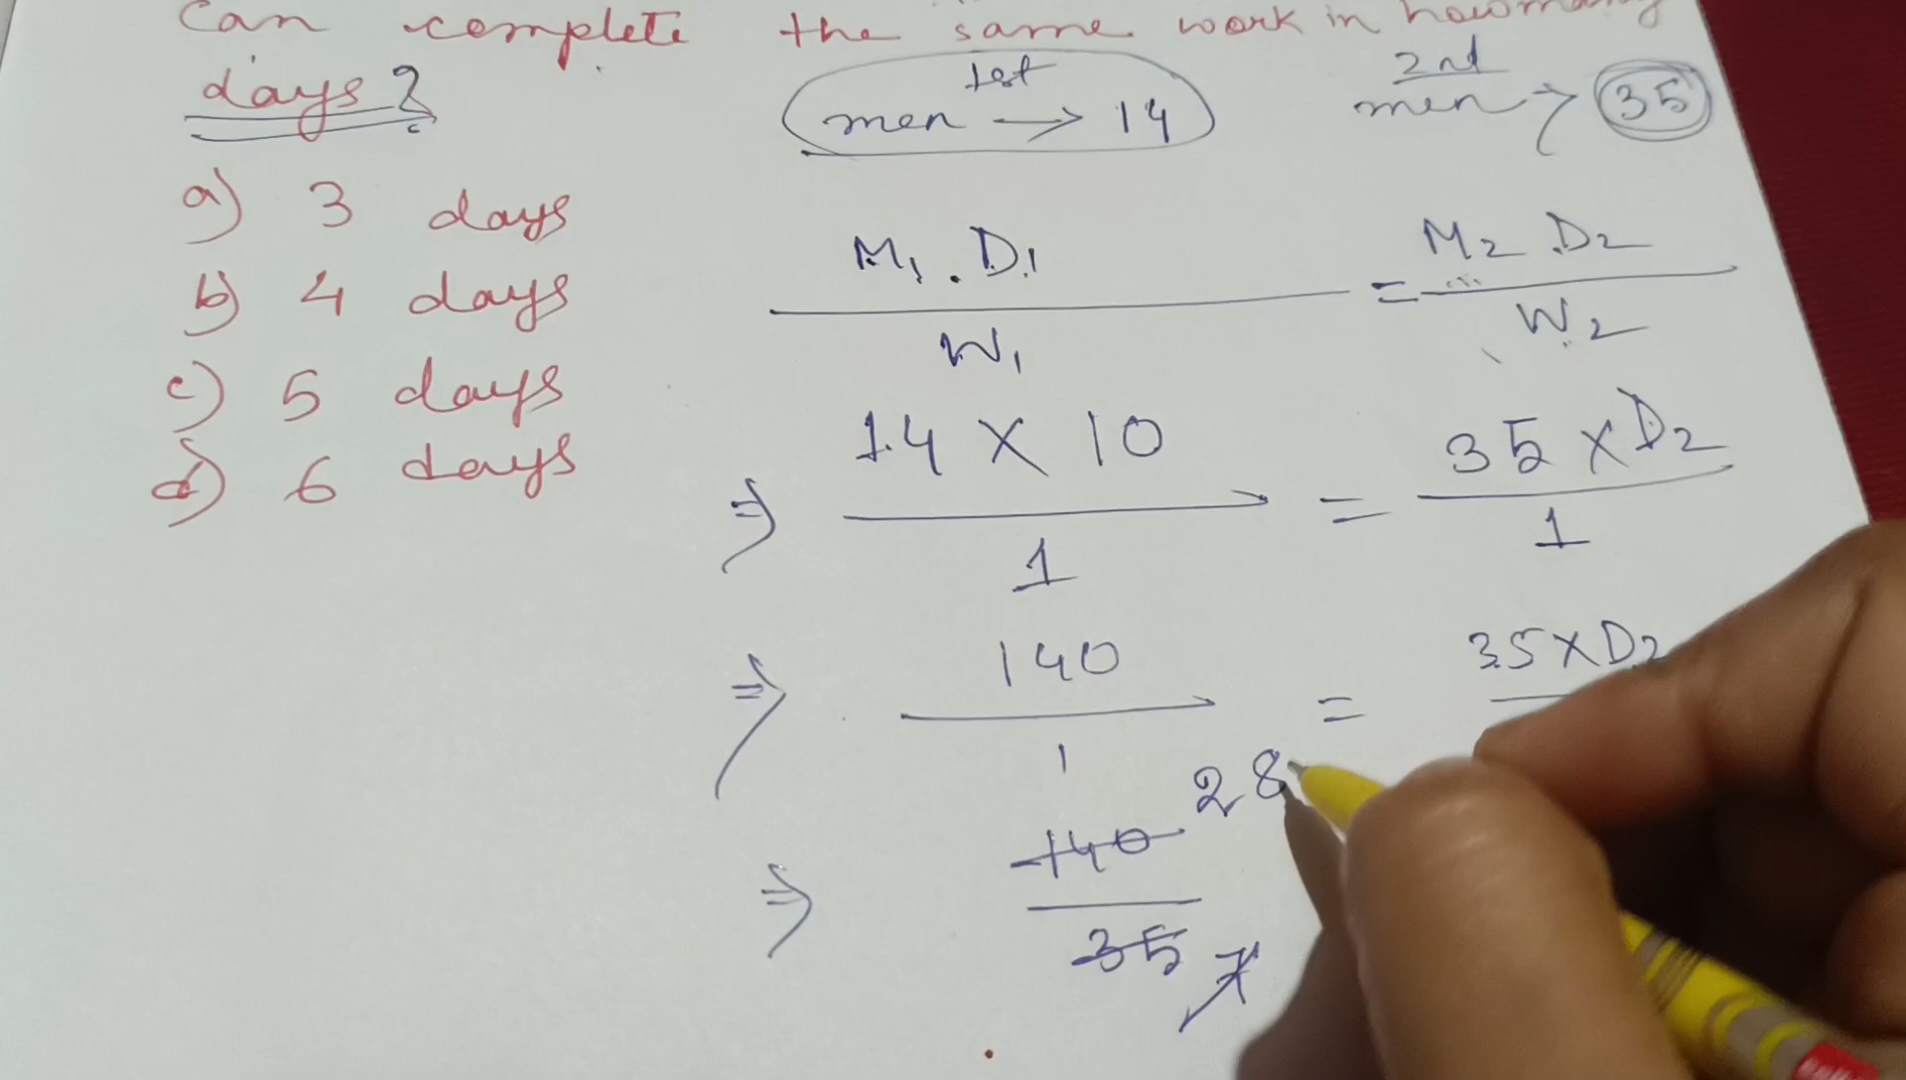 can complete the same work in how many
days?
1st
men → 14
2nd
men → 35
a) 3 days
b) 4 days
c) 5 days
d) 6 days
M1 . D1 / W1 = M2 . D2 / W2
⇒ 14 × 10 / 1 = 35 × D2 / 1
⇒ 140 / 1 = 35 × D2
⇒ 140 / 35
28
7